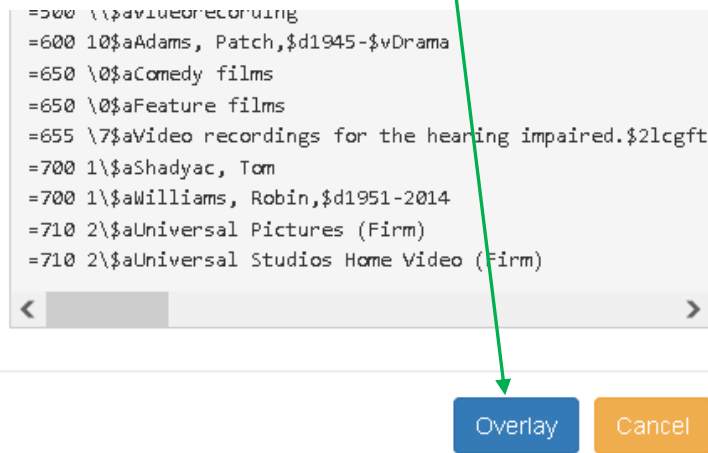 =500 \\$aVideorecording
=600 10$aAdams, Patch,$d1945-$vDrama
=650 \0$aComedy films
=650 \0$aFeature films
=655 \7$aVideo recordings for the hearing impaired.$2lcgft
=700 1\$aShadyac, Tom
=700 1\$aWilliams, Robin,$d1951-2014
=710 2\$aUniversal Pictures (Firm)
=710 2\$aUniversal Studios Home Video (Firm)
Overlay Cancel